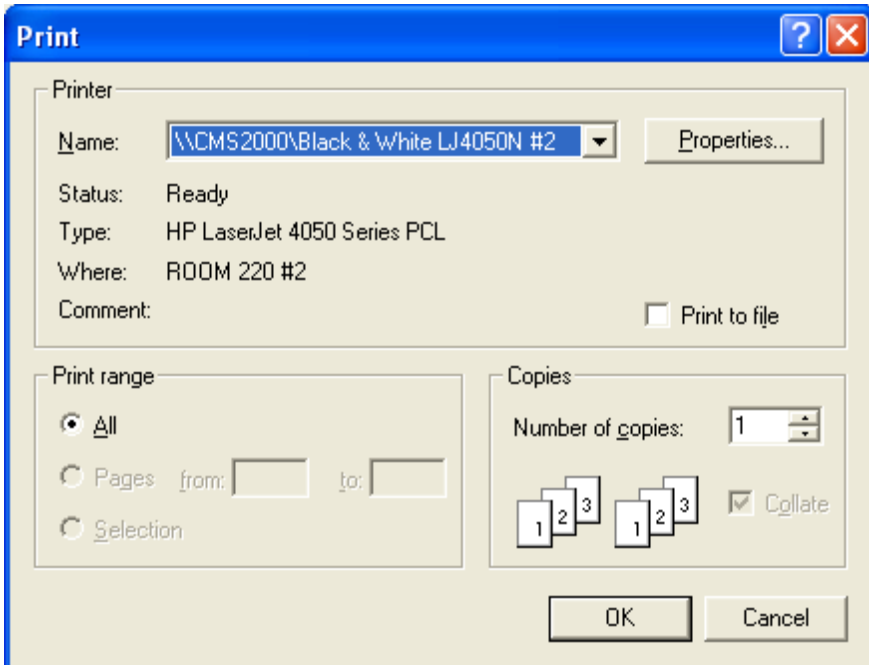 Print
Printer
Name: \\CMS2000\Black & White LJ4050N #2 Properties...
Status: Ready
Type: HP LaserJet 4050 Series PCL
Where: ROOM 220 #2
Comment: Print to file
Print range
All
Pages from: to:
Selection
Copies
Number of copies: 1
1 2 3 1 2 3 Collate
OK Cancel